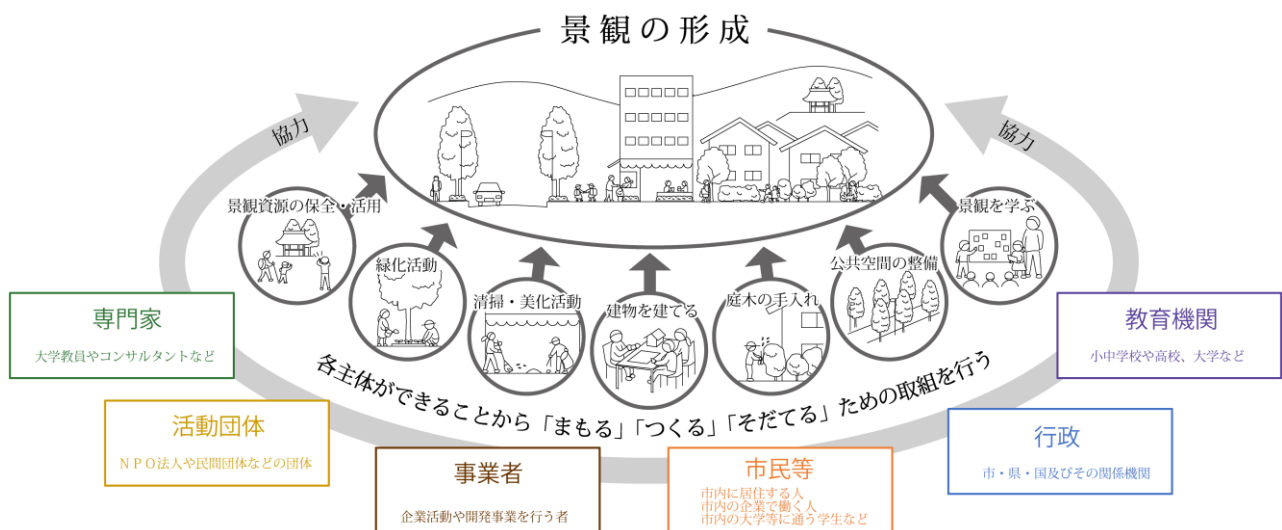 景観の形成
協力
協力
景観資源の保全・活用
緑化活動
清掃・美化活動
建物を建てる
庭木の手入れ
公共空間の整備
景観を学ぶ
各主体ができることから「まもる」「つくる」「そだてる」ための取組を行う
専門家
大学教員やコンサルタントなど
活動団体
ＮＰＯ法人や民間団体などの団体
事業者
企業活動や開発事業を行う者
市民等
市内に居住する人
市内の企業で働く人
市内の大学等に通う学生など
行政
市・県・国及びその関係機関
教育機関
小中学校や高校、大学など